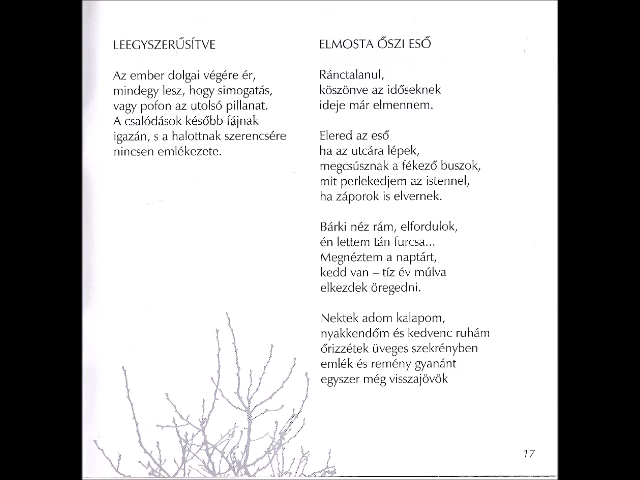 LEEGYSZERŰSÍTVE
Az ember dolgai végére ér,
mindegy lesz, hogy simogatás,
vagy pofon az utolsó pillanat.
A csalódások később fájnak
igazán, s a halottnak szerencsére
nincsen emlékezete.
ELMOSTA ŐSZI ESŐ
Ránctalanul,
köszönve az időseknek
ideje már elmennem.
Elered az eső
ha az utcára lépek,
megcsúsznak a fékező buszok,
mit perlekedjem az istennel,
ha záporok is elvernek.
Bárki néz rám, elfordulok,
én lettem tán furcsa...
Megnéztem a naptárt,
kedd van – tíz év múlva
elkezdek öregedni.
Nektek adom kalapom,
nyakkendőm és kedvenc ruhám
őrizzétek üveges szekrényben
emlék és remény gyanánt
egyszer még visszajövök
17